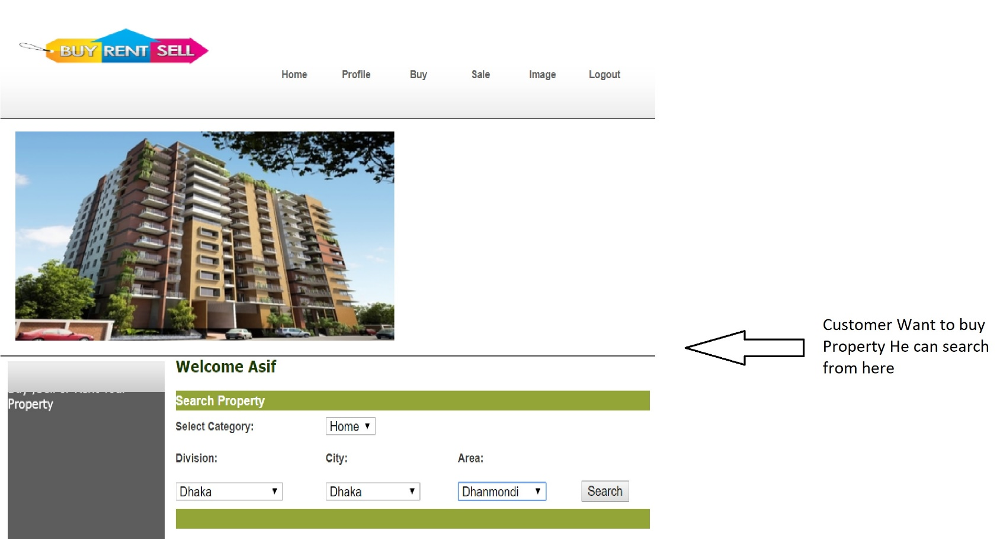 BUY RENT SELL
Home Profile Buy Sale Image Logout
Customer Want to buy
Property He can search
from here
Welcome Asif
Property
Search Property
Select Category: Home
Division: City: Area:
Dhaka Dhaka Dhanmondi Search